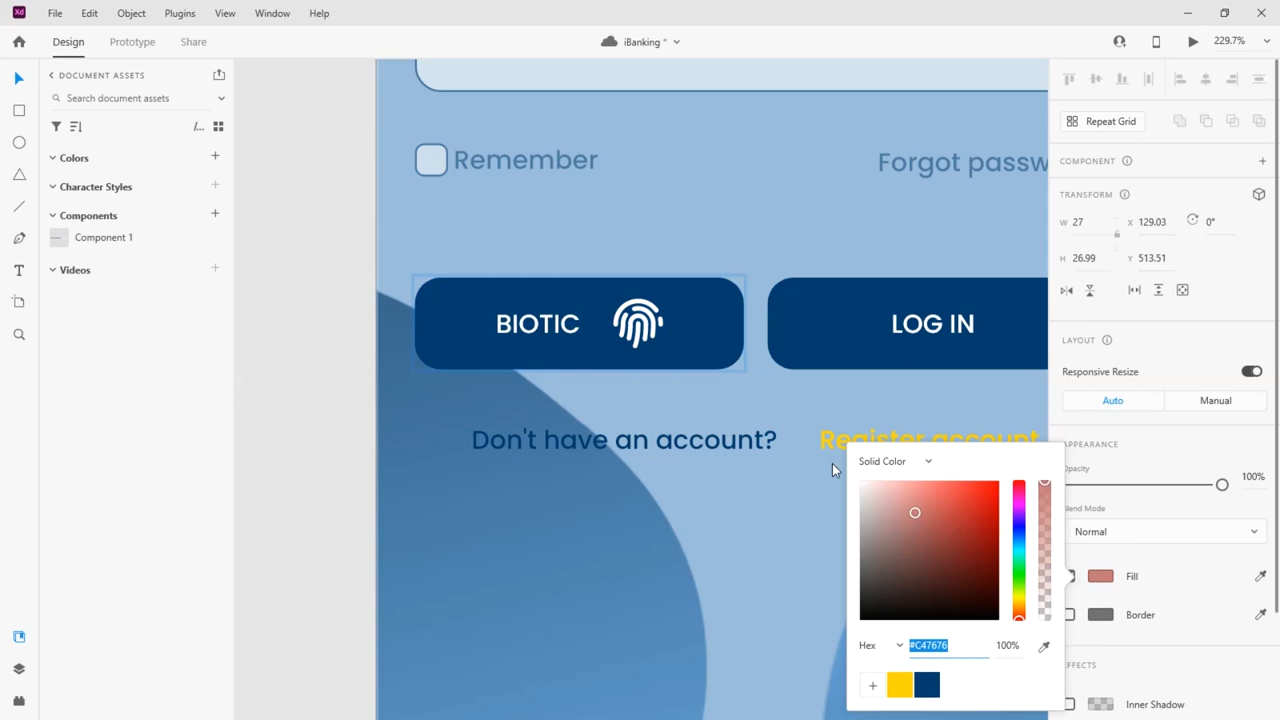 Xd File Edit Object Plugins View Window Help
Design Prototype Share iBanking * 229.7%
DOCUMENT ASSETS
Search document assets
Colors
Character Styles
Components
Component 1
Videos
Remember Forgot passw
BIOTIC LOG IN
Don't have an account? Register account
Solid Color
Hex #C47676 100%
Repeat Grid
COMPONENT
TRANSFORM
W 27 X 129.03 0°
H 26.99 Y 513.51
LAYOUT
Responsive Resize
Auto Manual
APPEARANCE
Opacity
100%
Blend Mode
Normal
Fill
Border
EFFECTS
Inner Shadow